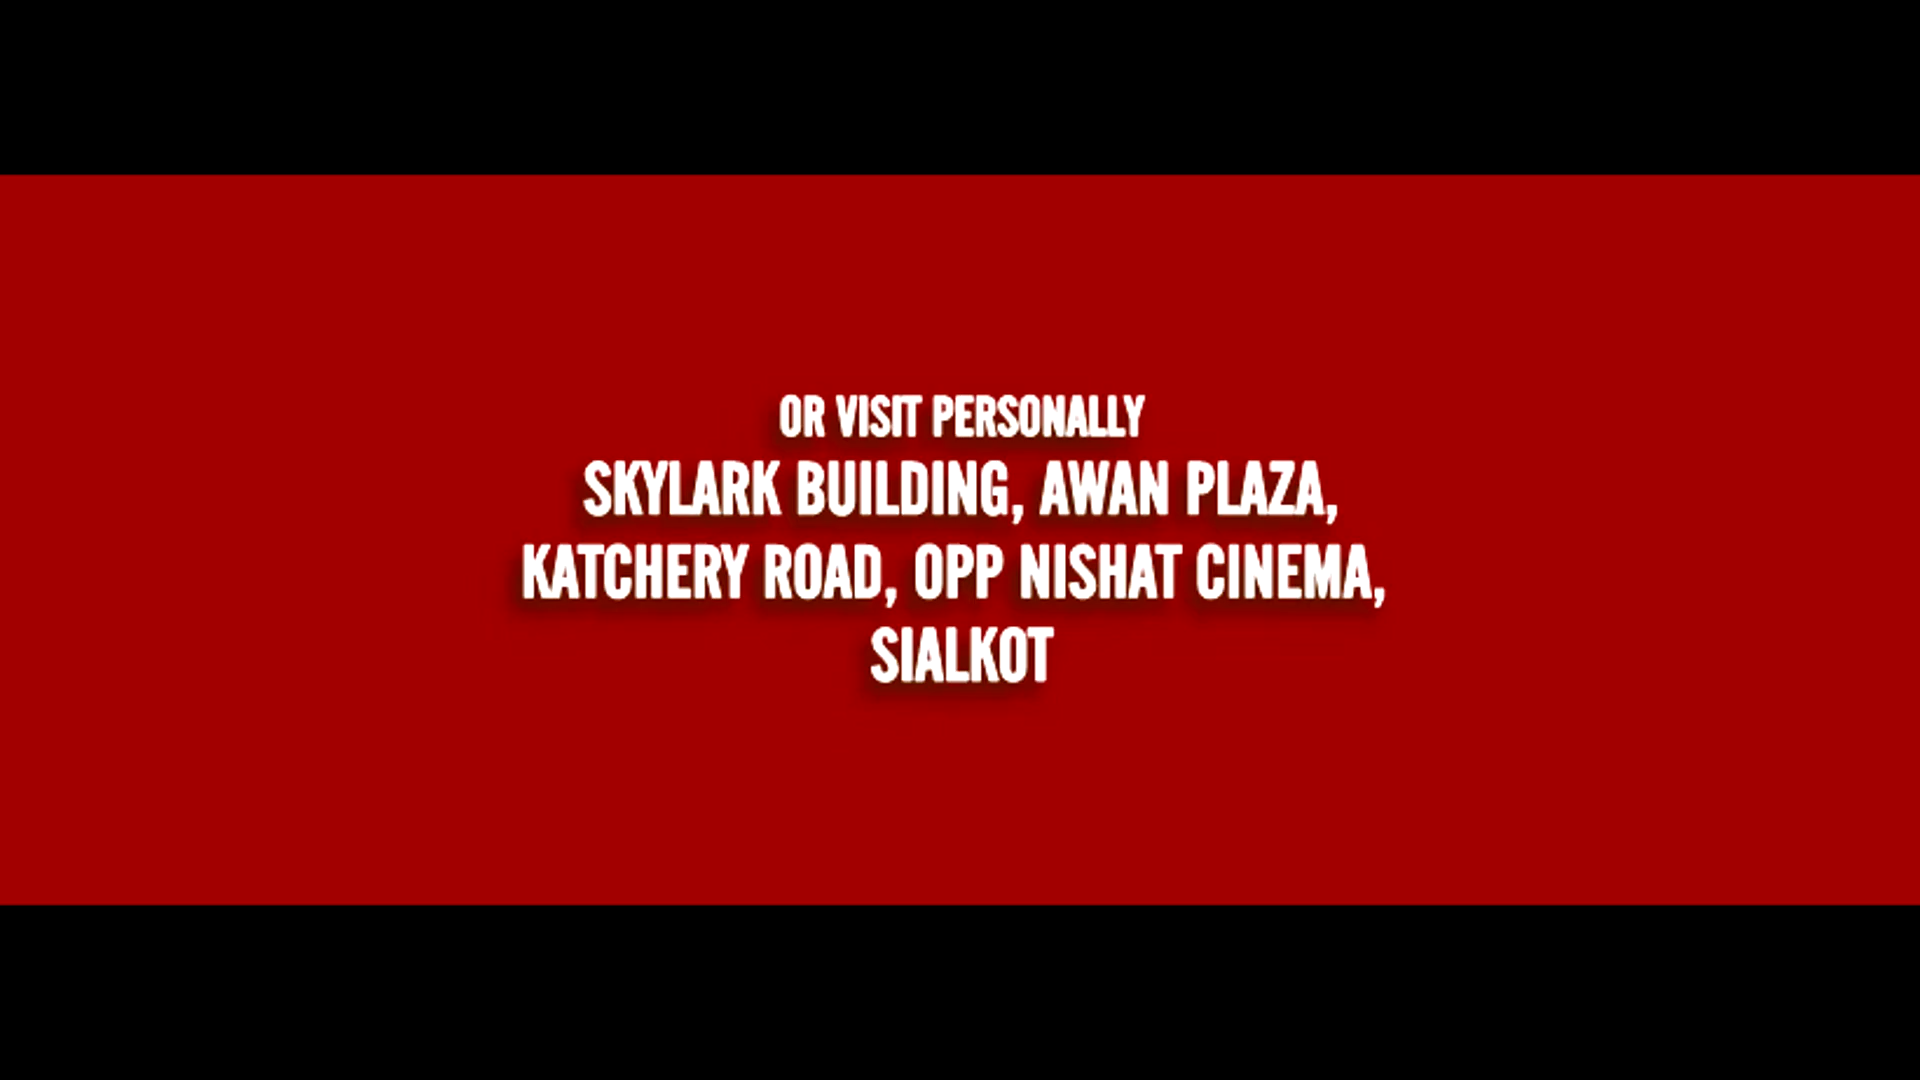 OR VISIT PERSONALLY
SKYLARK BUILDING, AWAN PLAZA,
KATCHERY ROAD, OPP NISHAT CINEMA,
SIALKOT